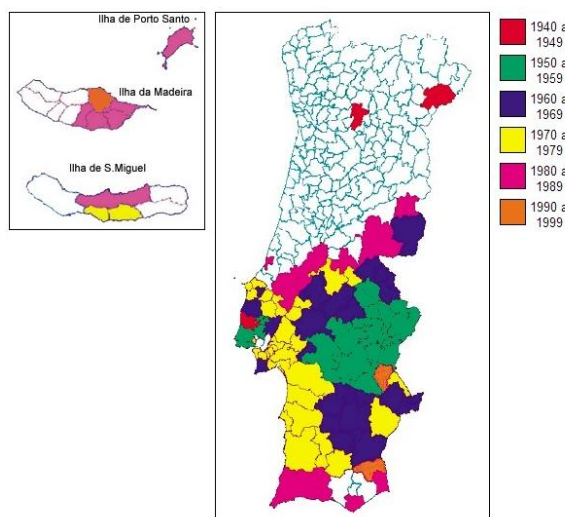 Ilha de Porto Santo
Ilha da Madeira
Ilha de S.Miguel
1940 a
1949
1950 a
1959
1960 a
1969
1970 a
1979
1980 a
1989
1990 a
1999